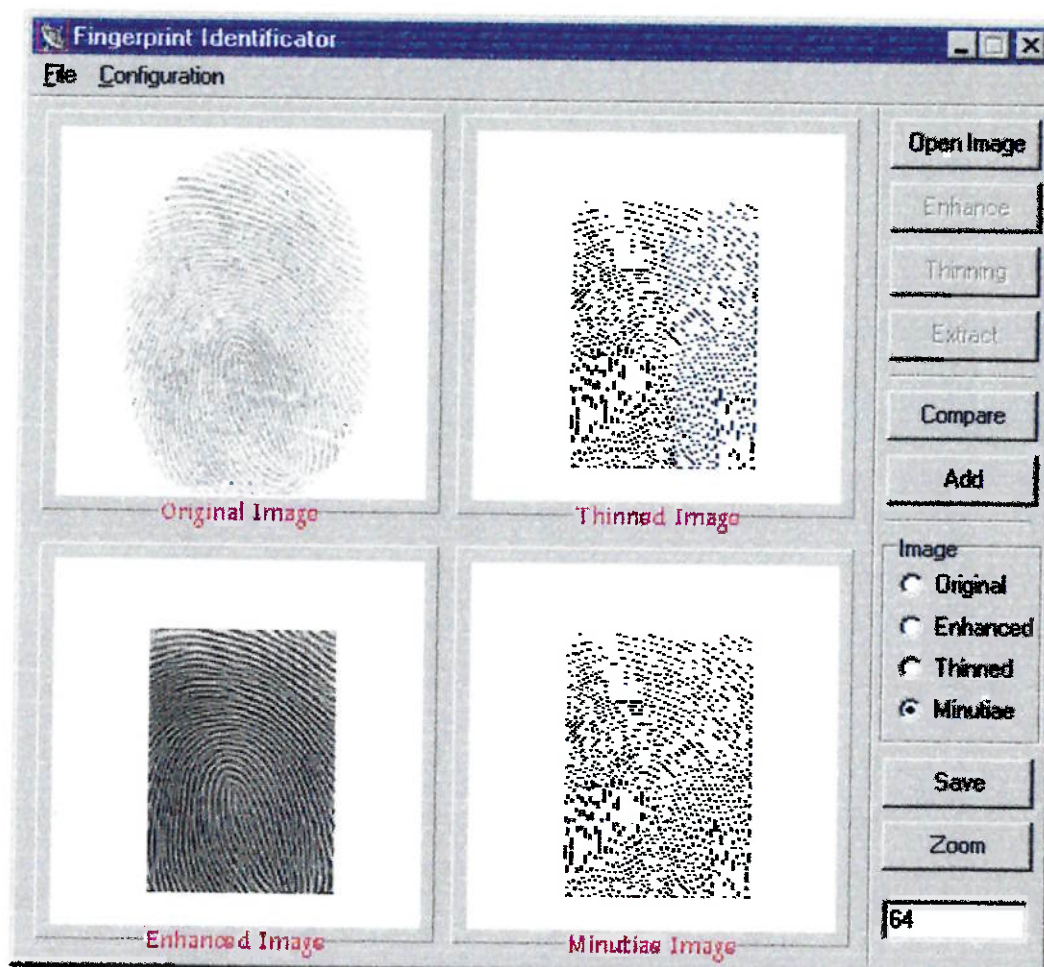 Fingerprint Identificator
File Configuration
Original Image
Thinned Image
Enhanced Image
Minutiae Image
Open Image
Enhance
Thinning
Extract
Compare
Add
Image
Original
Enhanced
Thinned
Minutiae
Save
Zoom
64